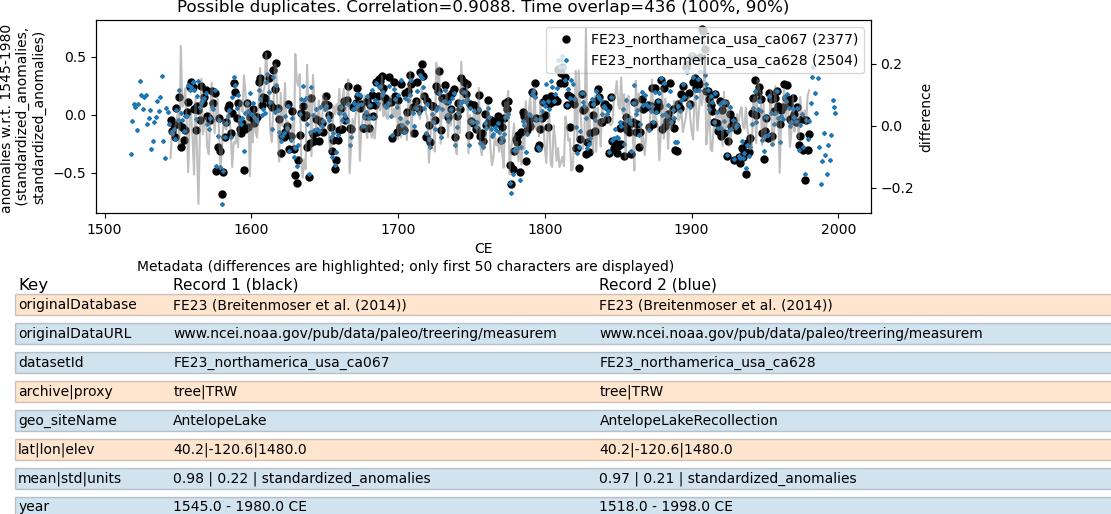 Possible duplicates. Correlation=0.9088. Time overlap=436 (100%, 90%)
anomalies w.r.t. 1545-1980
(standardized_anomalies,
standardized_anomalies)
0.5
0.0
−0.5
FE23_northamerica_usa_ca067 (2377)
FE23_northamerica_usa_ca628 (2504)
0.2
0.0
−0.2
difference
1500 1600 1700 1800 1900 2000
CE
Metadata (differences are highlighted; only first 50 characters are displayed)
Key Record 1 (black) Record 2 (blue)
originalDatabase FE23 (Breitenmoser et al. (2014)) FE23 (Breitenmoser et al. (2014))
originalDataURL www.ncei.noaa.gov/pub/data/paleo/treering/measurem www.ncei.noaa.gov/pub/data/paleo/treering/measurem
datasetId FE23_northamerica_usa_ca067 FE23_northamerica_usa_ca628
archive|proxy tree|TRW tree|TRW
geo_siteName AntelopeLake AntelopeLakeRecollection
lat|lon|elev 40.2|-120.6|1480.0 40.2|-120.6|1480.0
mean|std|units 0.98 | 0.22 | standardized_anomalies 0.97 | 0.21 | standardized_anomalies
year 1545.0 - 1980.0 CE 1518.0 - 1998.0 CE